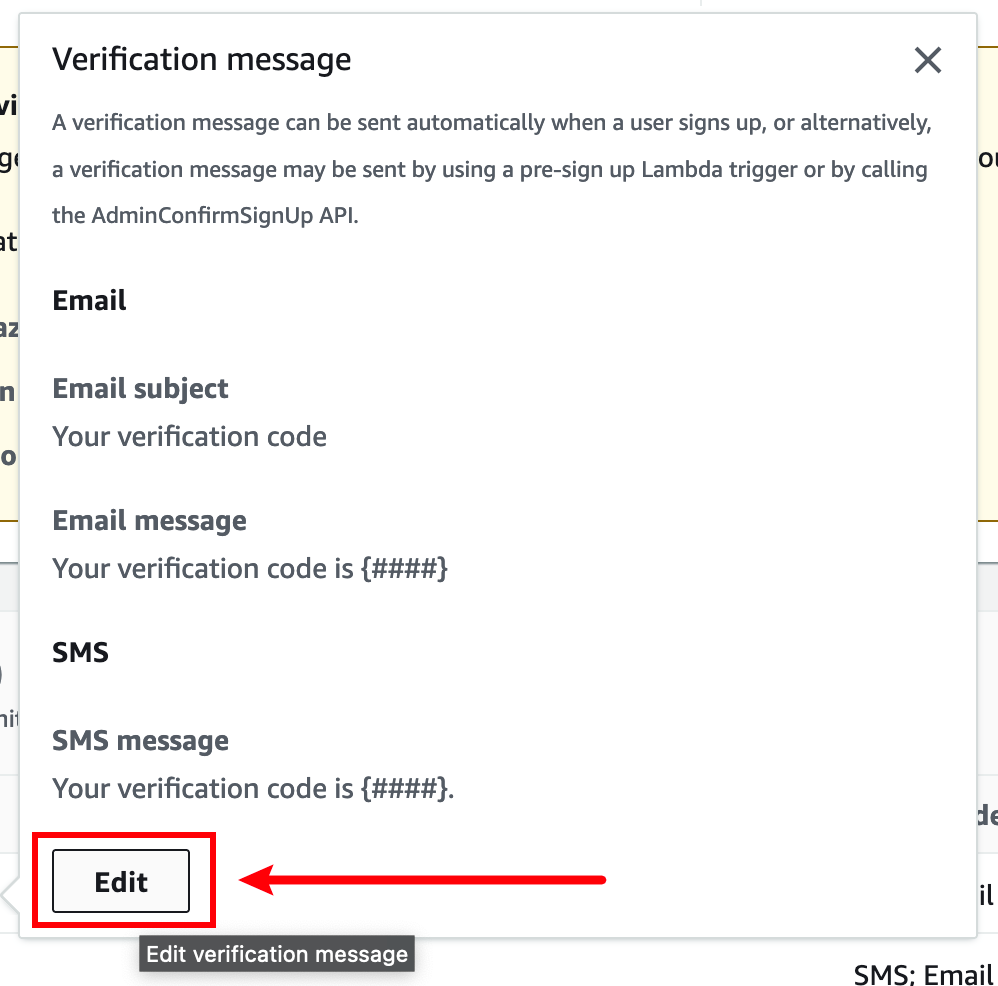 Verification message
A verification message can be sent automatically when a user signs up, or alternatively,
a verification message may be sent by using a pre-sign up Lambda trigger or by calling
the AdminConfirmSignUp API.
Email
Email subject
Your verification code
Email message
Your verification code is {####}
SMS
SMS message
Your verification code is {####}.
Edit
Edit verification message
SMS; Email